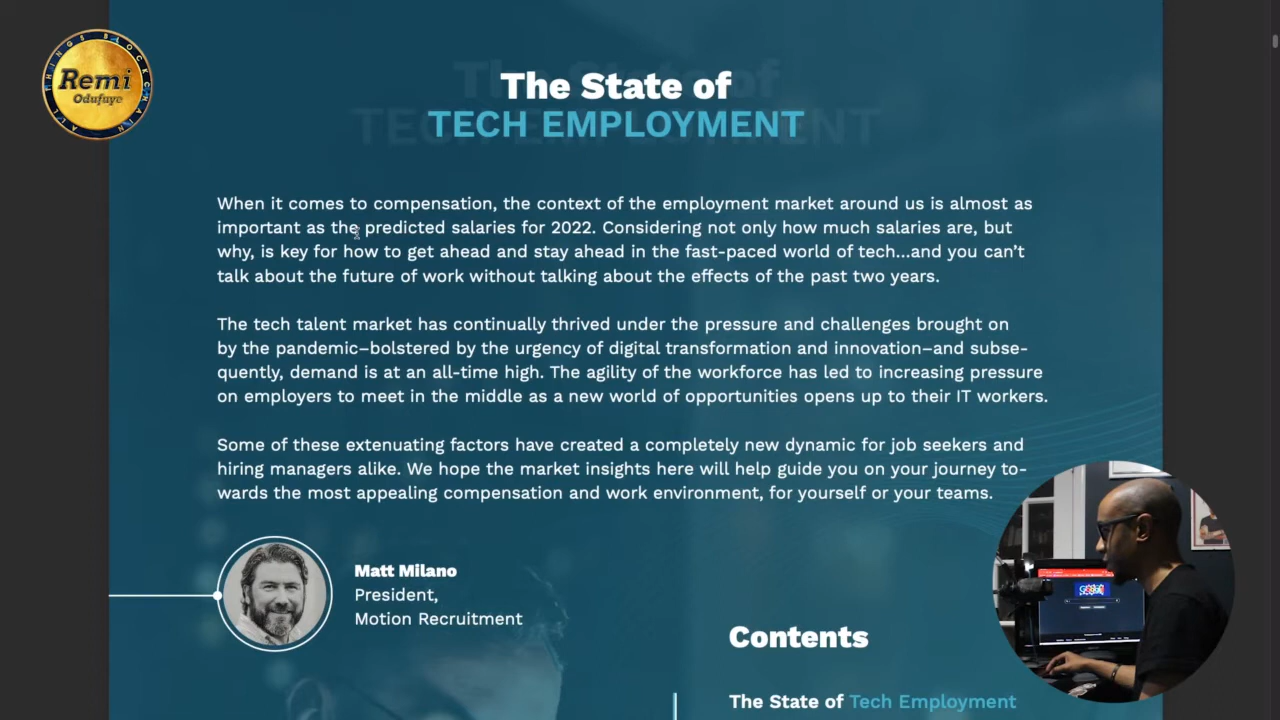 ALL THINGS BLOCKCHAIN
Remi
Odufuye
The State of
TECH EMPLOYMENT
When it comes to compensation, the context of the employment market around us is almost as
important as the predicted salaries for 2022. Considering not only how much salaries are, but
why, is key for how to get ahead and stay ahead in the fast-paced world of tech...and you can’t
talk about the future of work without talking about the effects of the past two years.
The tech talent market has continually thrived under the pressure and challenges brought on
by the pandemic–bolstered by the urgency of digital transformation and innovation–and subse-
quently, demand is at an all-time high. The agility of the workforce has led to increasing pressure
on employers to meet in the middle as a new world of opportunities opens up to their IT workers.
Some of these extenuating factors have created a completely new dynamic for job seekers and
hiring managers alike. We hope the market insights here will help guide you on your journey to-
wards the most appealing compensation and work environment, for yourself or your teams.
Matt Milano
President,
Motion Recruitment
Contents
The State of Tech Employment